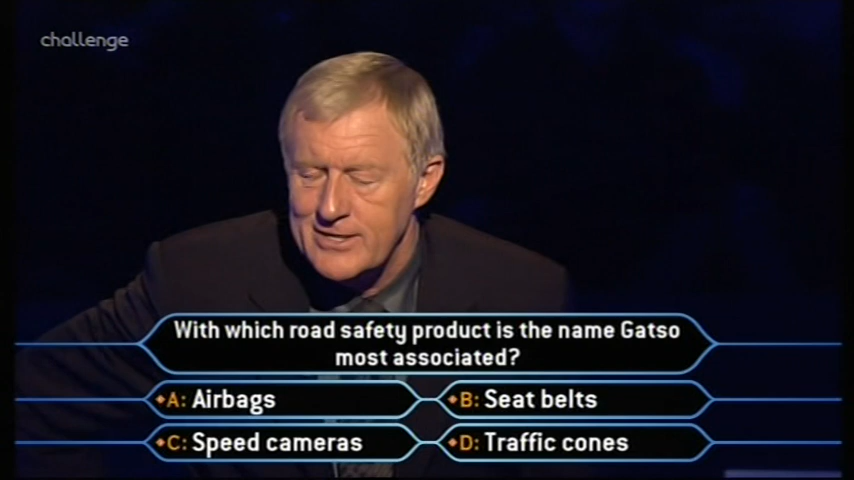 challenge
With which road safety product is the name Gatso
most associated?
A: Airbags
B: Seat belts
C: Speed cameras
D: Traffic cones